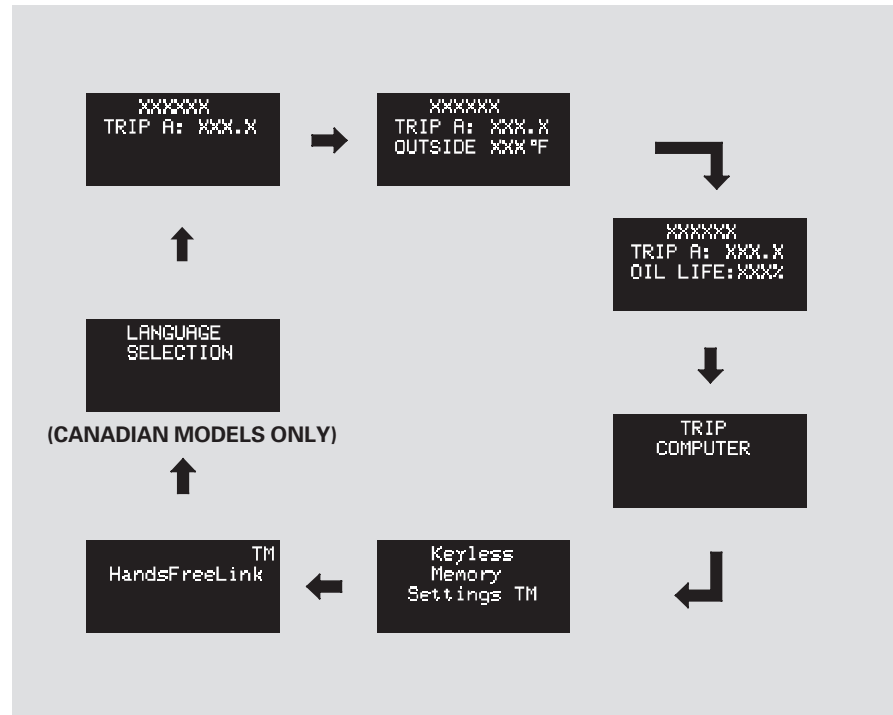 XXXXXX
TRIP A: XXX.X
XXXXXX
TRIP A: XXX.X
OUTSIDE XXX°F
XXXXXX
TRIP A: XXX.X
OIL LIFE:XXX%
TRIP
COMPUTER
Keyless
Memory
Settings TM
TM
HandsFreeLink
LANGUAGE
SELECTION
(CANADIAN MODELS ONLY)